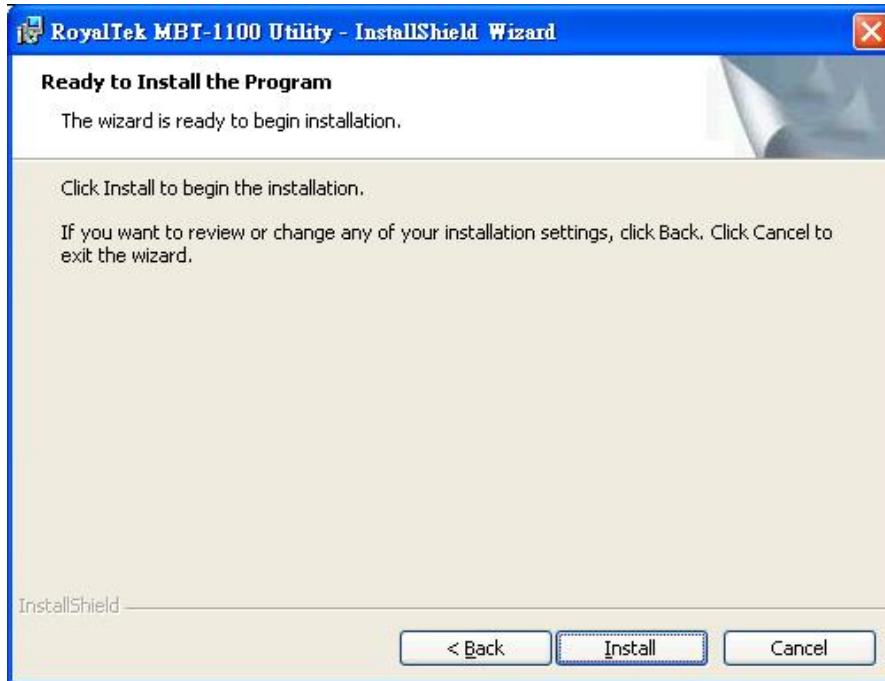 RoyalTek MBT-1100 Utility - InstallShield Wizard
Ready to Install the Program
The wizard is ready to begin installation.
Click Install to begin the installation.
If you want to review or change any of your installation settings, click Back. Click Cancel to
exit the wizard.
InstallShield
< Back Install Cancel